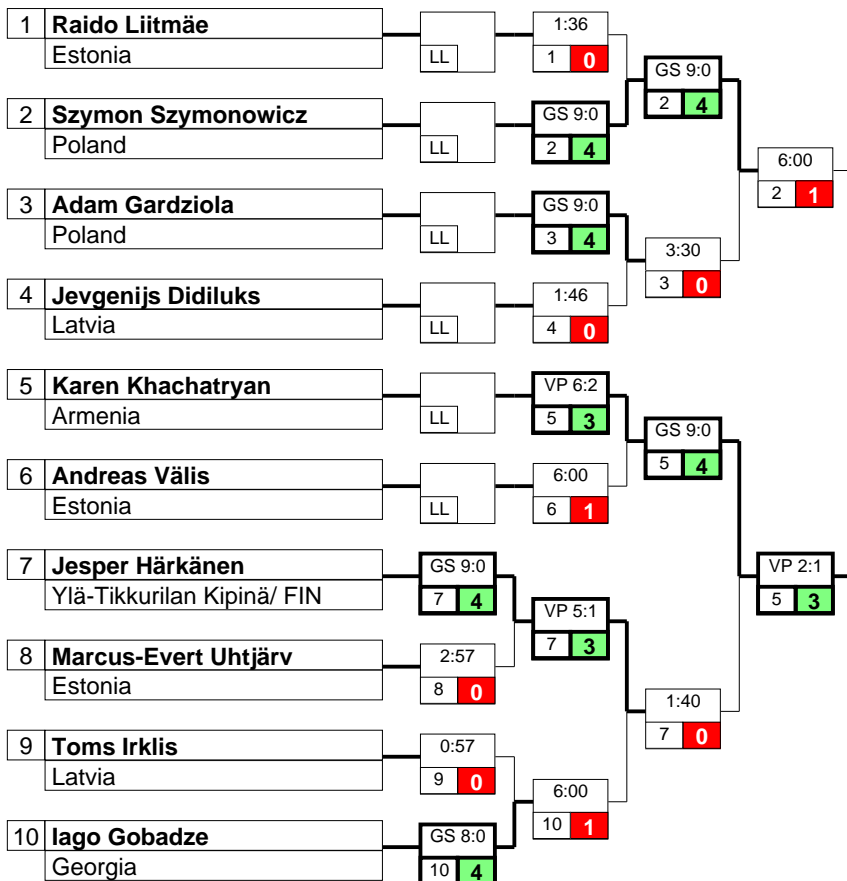 1 Raido Liitmäe
Estonia
LL
1:36
1 0
GS 9:0
2 4
2 Szymon Szymonowicz
Poland
LL
GS 9:0
2 4
6:00
2 1
3 Adam Gardziola
Poland
LL
GS 9:0
3 4
3:30
3 0
4 Jevgenijs Didiluks
Latvia
LL
1:46
4 0
5 Karen Khachatryan
Armenia
LL
VP 6:2
5 3
GS 9:0
5 4
6 Andreas Välis
Estonia
LL
6:00
6 1
7 Jesper Härkänen
Ylä-Tikkurilan Kipinä/ FIN
GS 9:0
7 4
VP 2:1
5 3
VP 5:1
7 3
8 Marcus-Evert Uhtjärv
Estonia
2:57
8 0
1:40
7 0
9 Toms Irklis
Latvia
0:57
9 0
6:00
10 1
10 Iago Gobadze
Georgia
GS 8:0
10 4